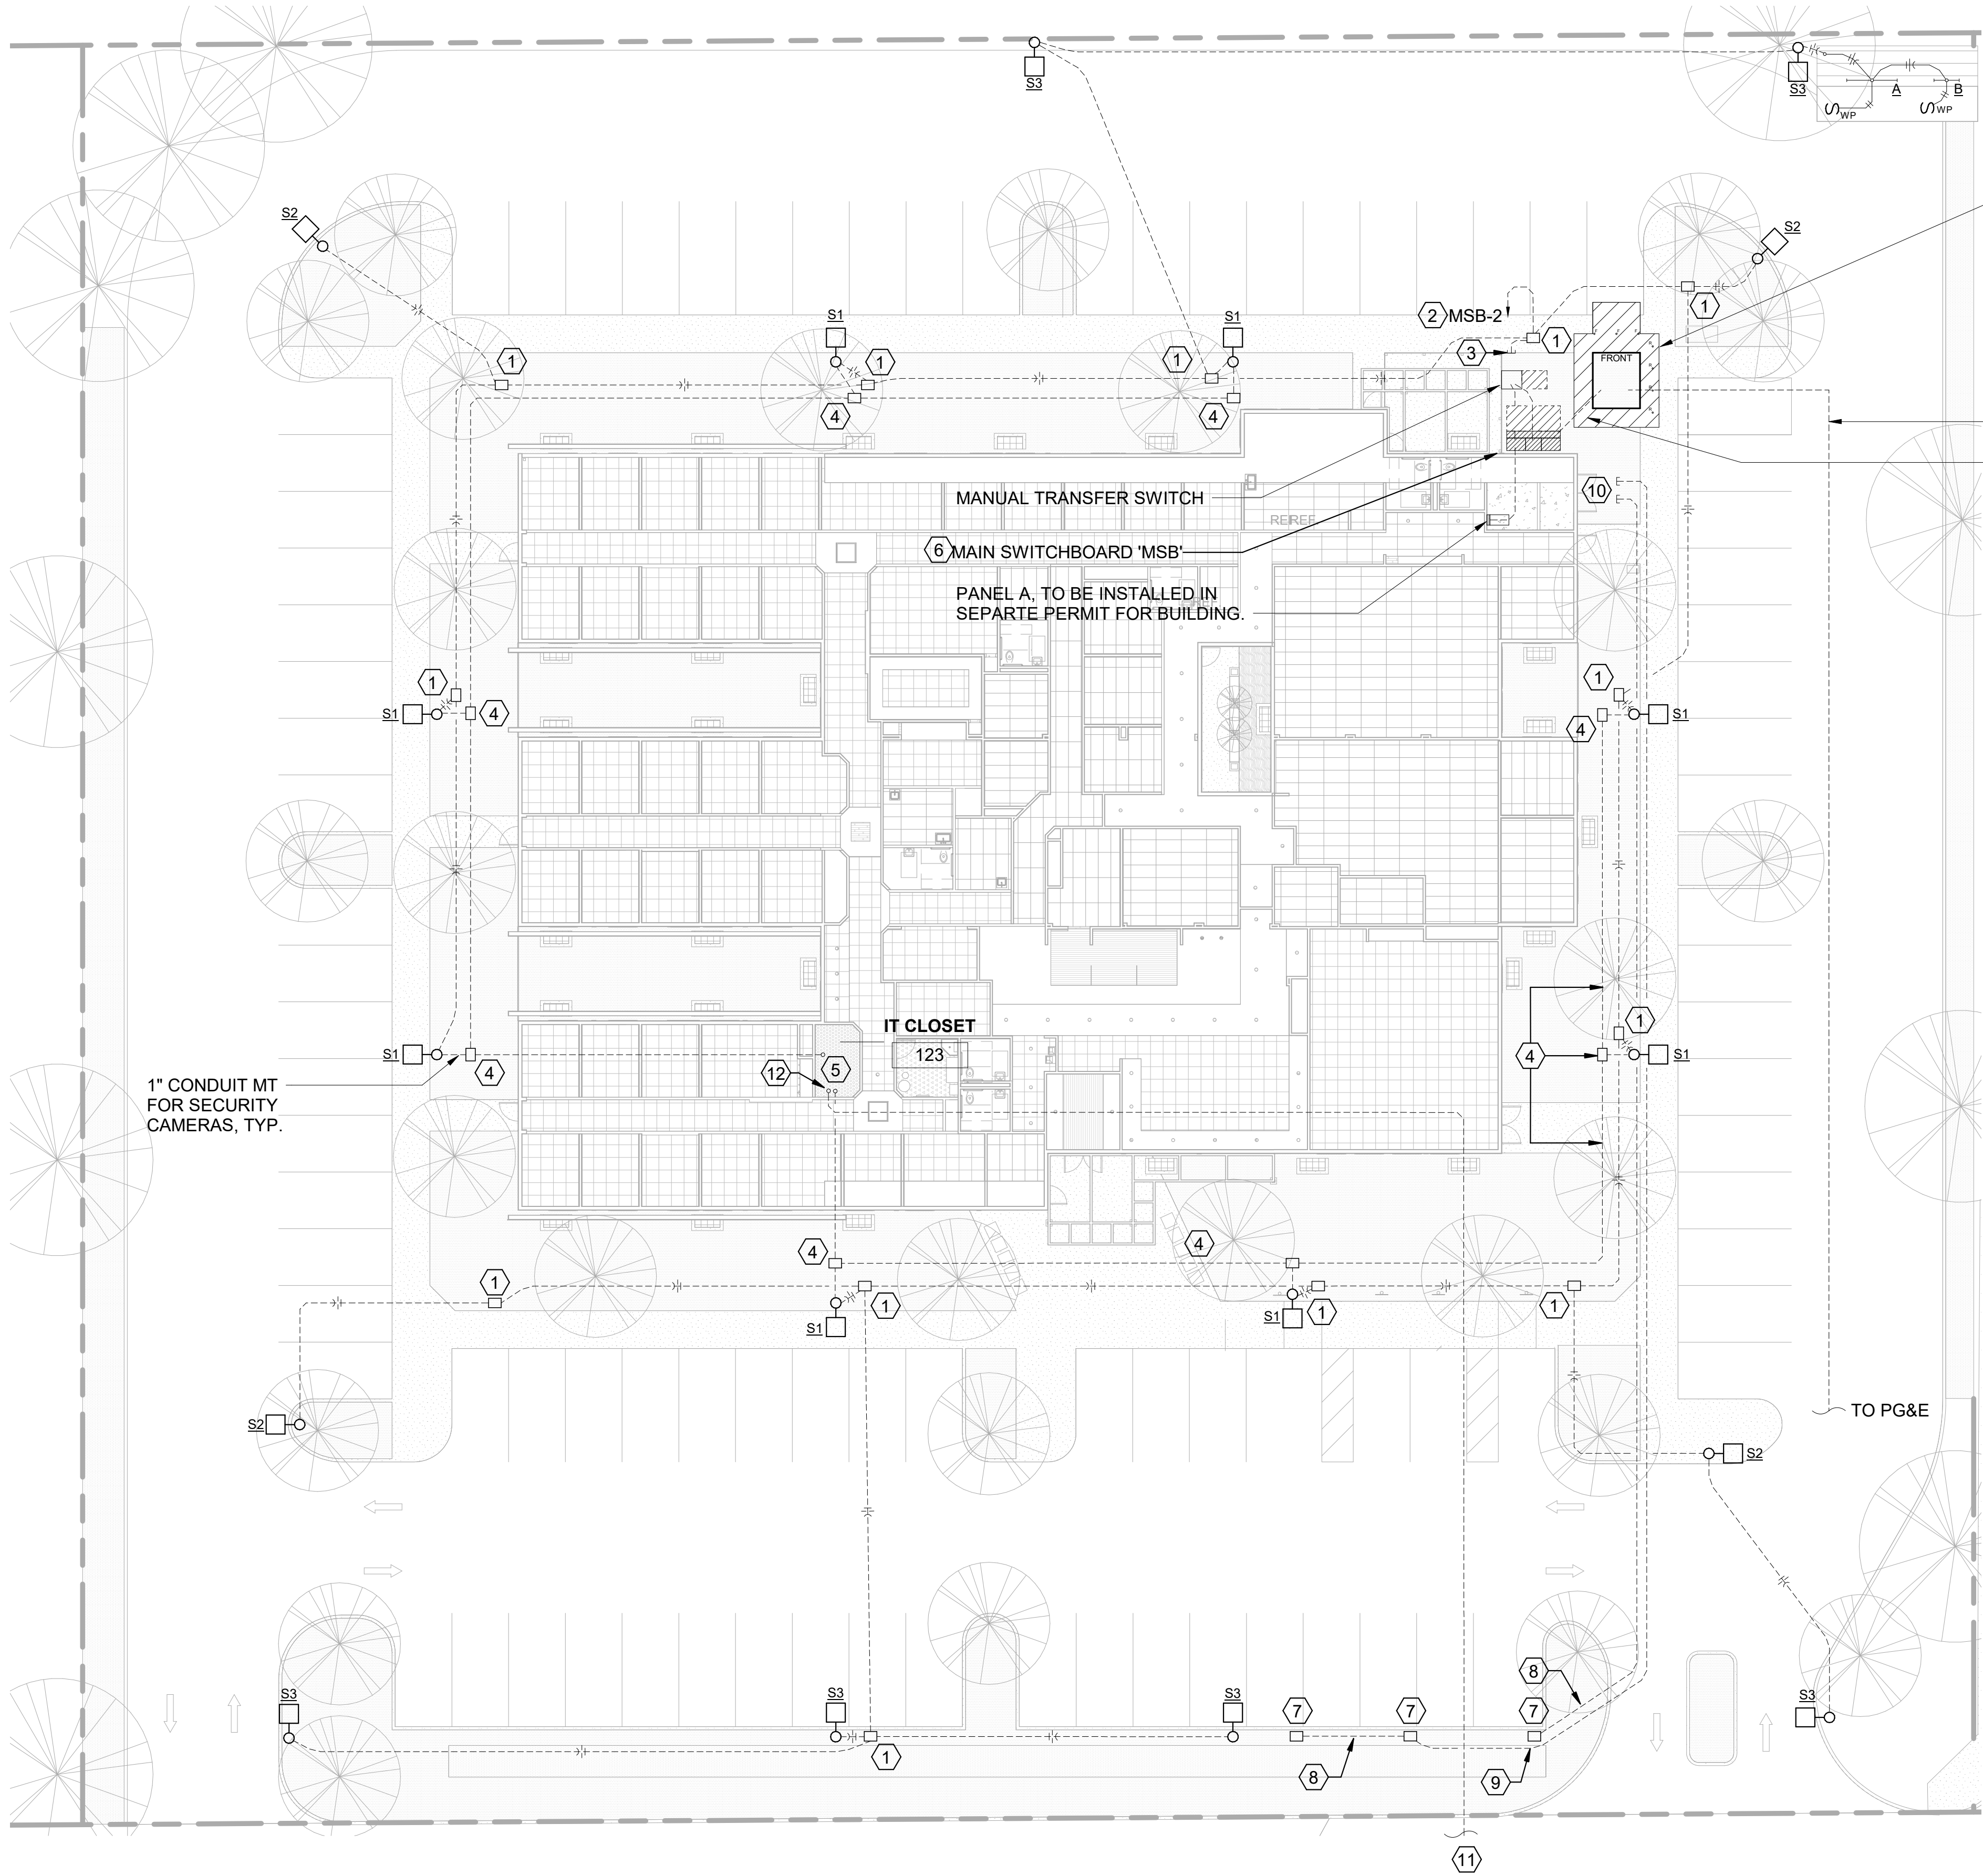 S3
S3
A
B
WP
WP
S2
S2
S1
S1
2
MSB-2
1
1
1
1
1
3
FRONT
4
4
MANUAL TRANSFER SWITCH
10
REIREF
6
MAIN SWITCHBOARD 'MSB'
PANEL A, TO BE INSTALLED IN
SEPARTE PERMIT FOR BUILDING.
1
1
S1
4
4
S1
IT CLOSET
123
1
S1
4
12
5
4
S1
1" CONDUIT MT
FOR SECURITY
CAMERAS, TYP.
4
4
1
1
S1
S1
1
1
S2
TO PG&E
S2
8
S3
S3
S3
7
7
7
S3
1
8
9
11